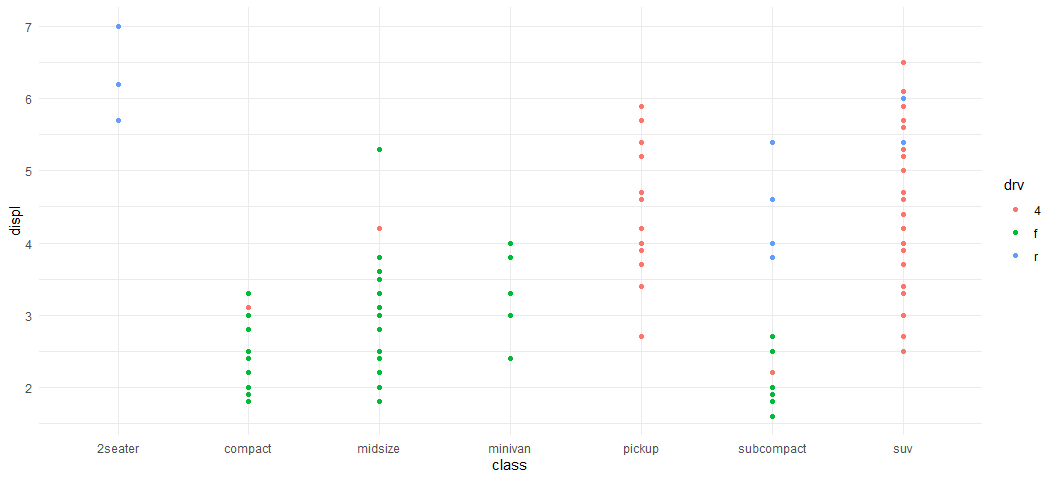 7
6
5
4
3
2
displ
2seater
compact
midsize
minivan
pickup
subcompact
suv
class
drv
4
f
r